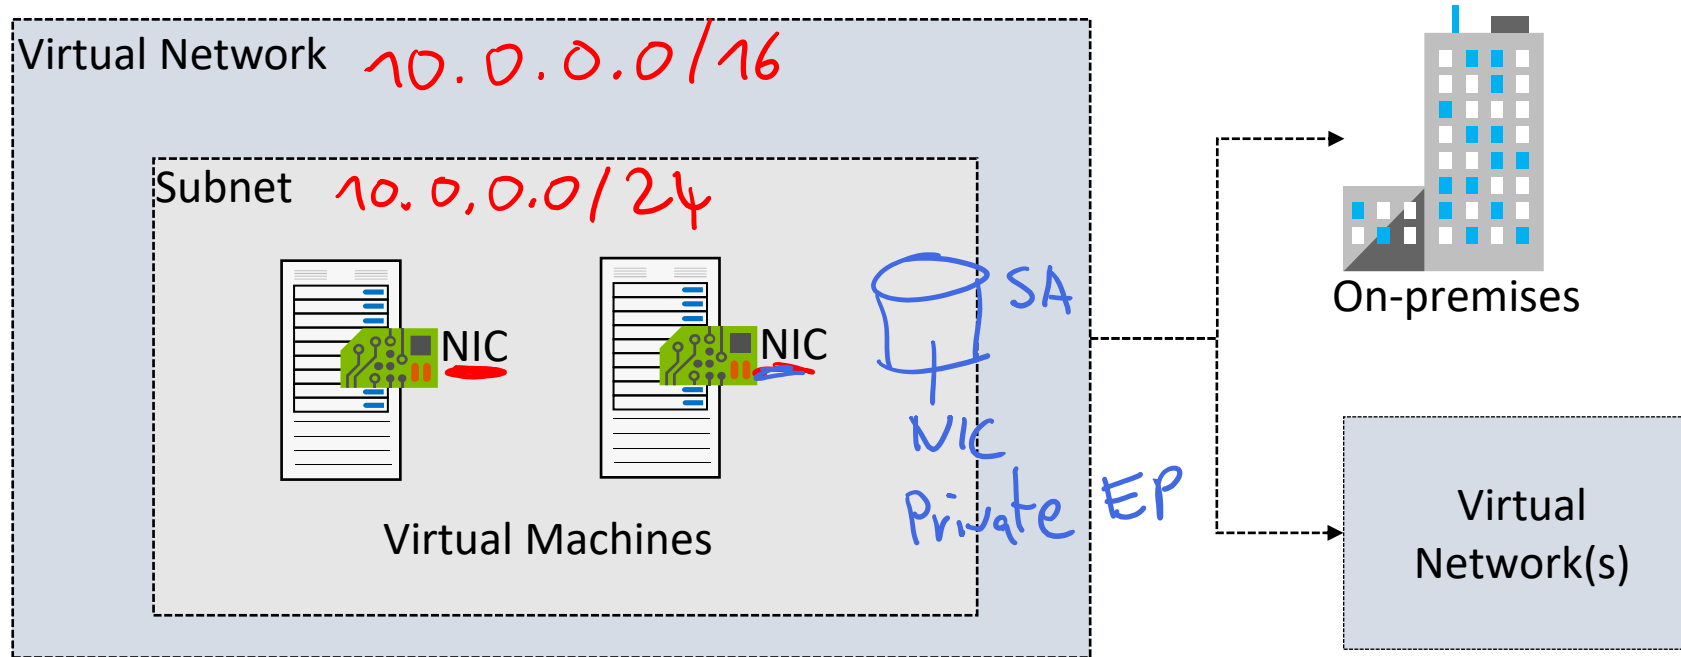 Virtual Network 10.0.0.0/16
Subnet 10.0.0.0/24
NIC
NIC
SA
NIC
Private EP
Virtual Machines
On-premises
Virtual
Network(s)